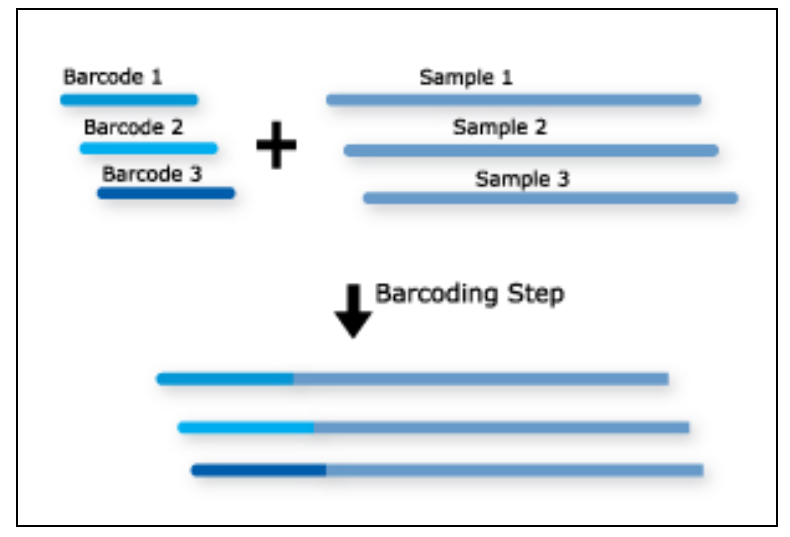 Barcode 1
Sample 1
Barcode 2
Sample 2
Barcode 3
Sample 3
+
Barcoding Step